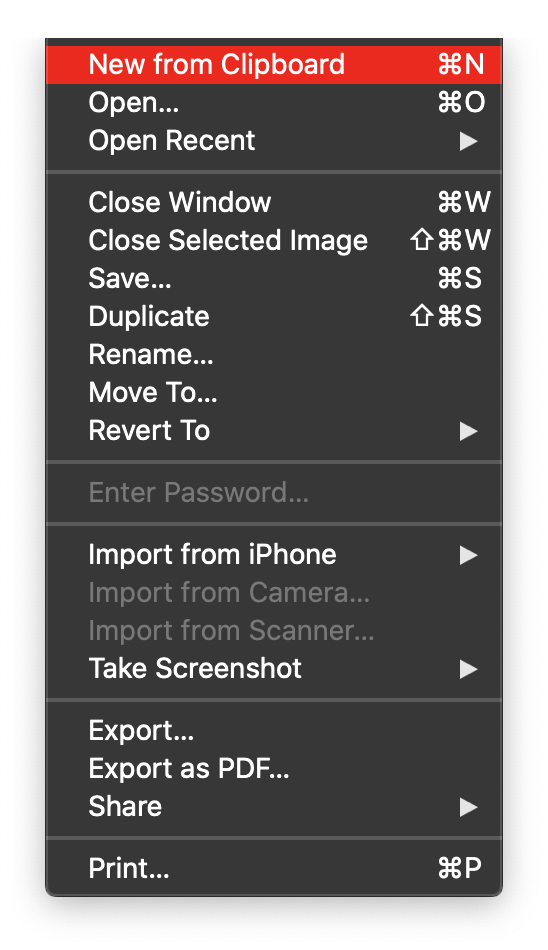 New from Clipboard ⌘N
Open... ⌘O
Open Recent ▶
Close Window ⌘W
Close Selected Image ⇧⌘W
Save... ⌘S
Duplicate ⇧⌘S
Rename...
Move To...
Revert To ▶
Enter Password...
Import from iPhone ▶
Import from Camera...
Import from Scanner...
Take Screenshot ▶
Export...
Export as PDF...
Share ▶
Print... ⌘P